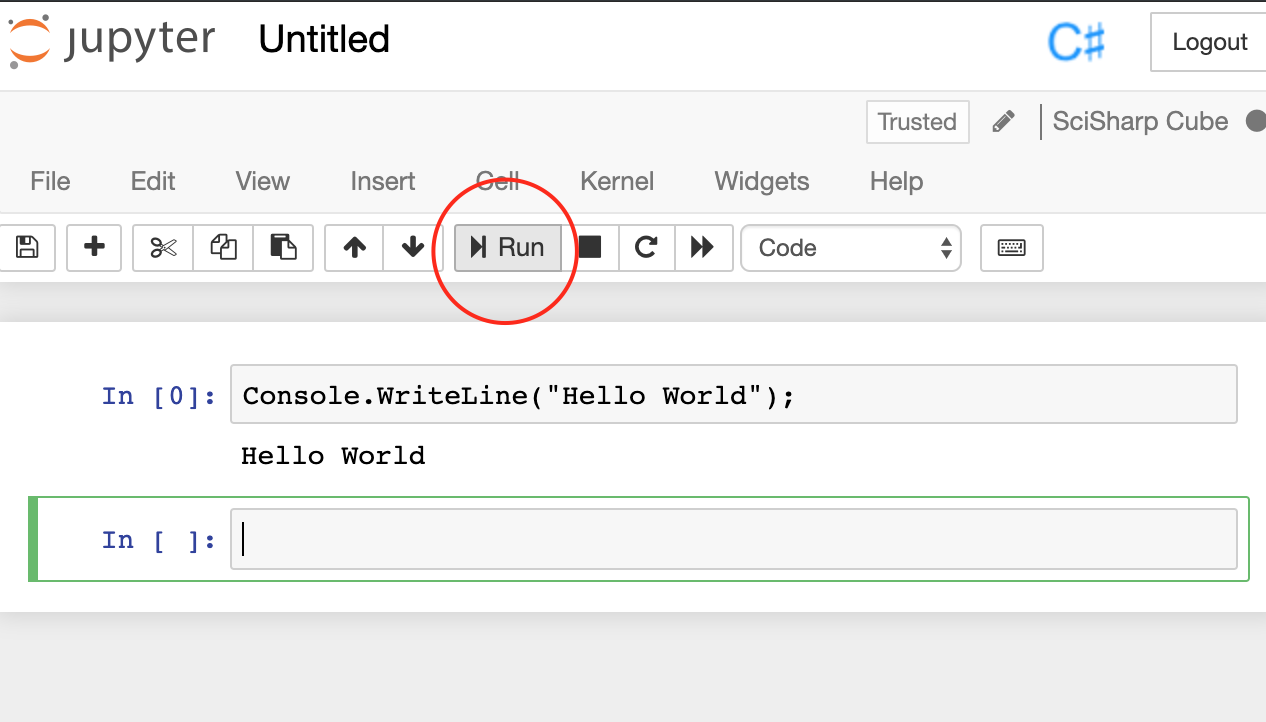 jupyter Untitled C# Logout
Trusted SciSharp Cube
File Edit View Insert Cell Kernel Widgets Help
Run Code
In [0]: Console.WriteLine("Hello World");
Hello World
In [ ]: